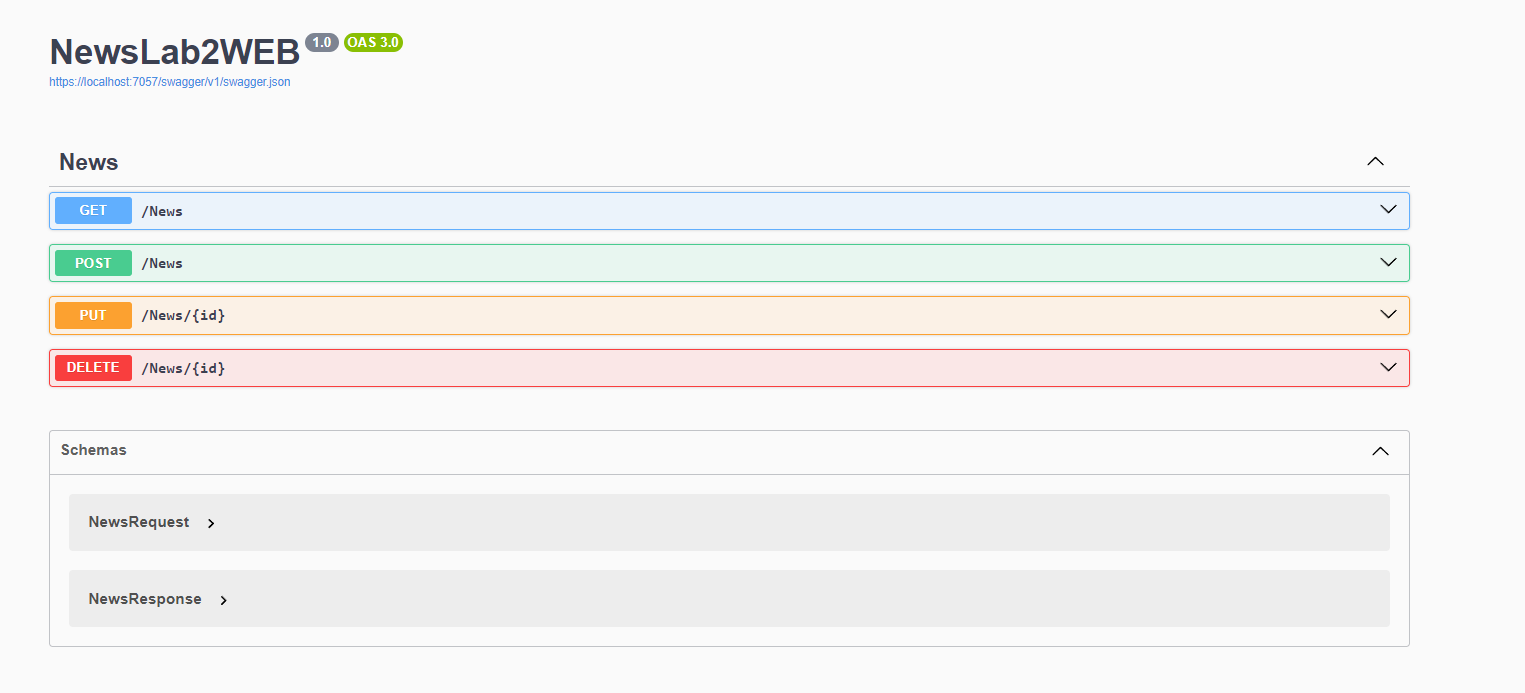 NewsLab2WEB 1.0 OAS 3.0
https://localhost:7057/swagger/v1/swagger.json
News
GET /News
POST /News
PUT /News/{id}
DELETE /News/{id}
Schemas
NewsRequest
NewsResponse